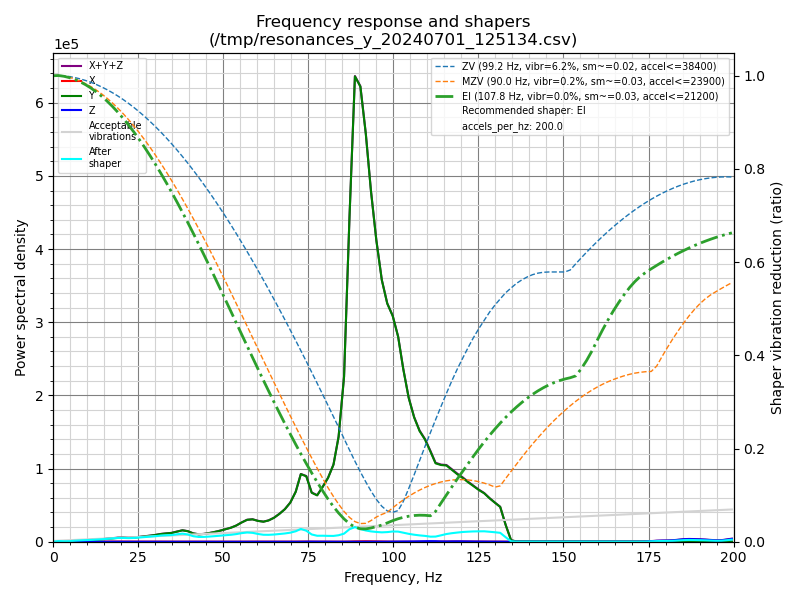 Frequency response and shapers
(/tmp/resonances_y_20240701_125134.csv)
1e5
X+Y+Z
X
Y
Z
Acceptable
vibrations
After
shaper
ZV (99.2 Hz, vibr=6.2%, sm~=0.02, accel<=38400)
MZV (90.0 Hz, vibr=0.2%, sm~=0.03, accel<=23900)
EI (107.8 Hz, vibr=0.0%, sm~=0.03, accel<=21200)
Recommended shaper: EI
accels_per_hz: 200.0
Power spectral density
6
5
4
3
2
1
0
1.0
0.8
0.6
0.4
0.2
0.0
Shaper vibration reduction (ratio)
0 25 50 75 100 125 150 175 200
Frequency, Hz